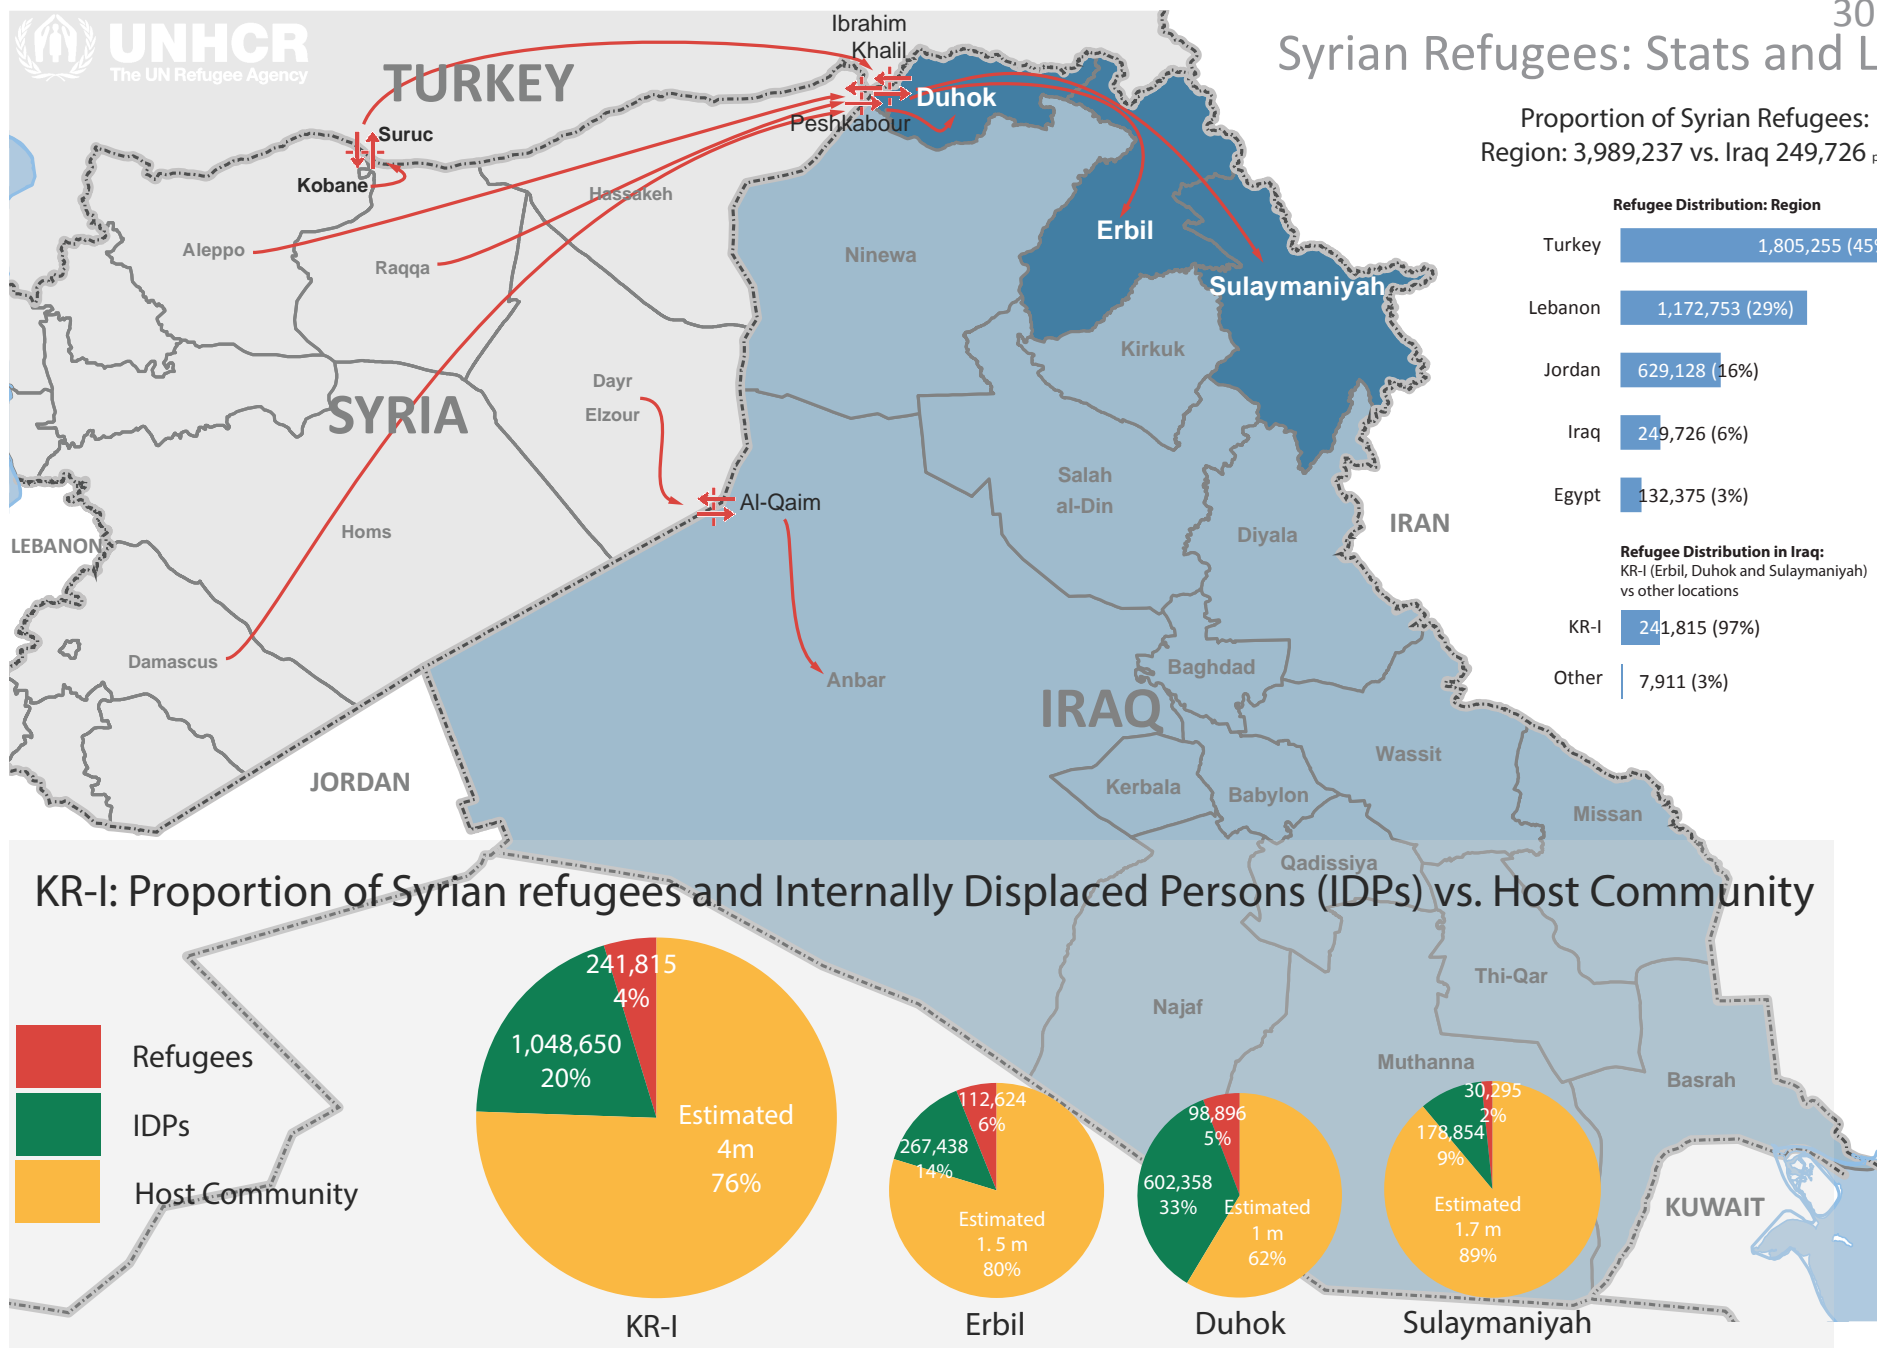 UNHCR
The UN Refugee Agency
30
Syrian Refugees: Stats and L
Proportion of Syrian Refugees:
Region: 3,989,237 vs. Iraq 249,726
Refugee Distribution: Region
Turkey 1,805,255 (45%
Lebanon 1,172,753 (29%)
Jordan 629,128 (16%)
Iraq 249,726 (6%)
Egypt 132,375 (3%)
Refugee Distribution in Iraq:
KR-I (Erbil, Duhok and Sulaymaniyah)
vs other locations
KR-I 241,815 (97%)
Other 7,911 (3%)
TURKEY
Ibrahim
Khalil
Duhok
Peshkabour
Suruc
Kobane
Hassakeh
Aleppo
Raqqa
Ninewa
Erbil
Sulaymaniyah
Kirkuk
Dayr
Elzour
SYRIA
Salah
al-Din
Al-Qaim
Homs
Diyala
IRAN
LEBANON
Damascus
Anbar
Baghdad
IRAQ
Wassit
JORDAN
Kerbala
Babylon
Missan
Qadissiya
KR-I: Proportion of Syrian refugees and Internally Displaced Persons (IDPs) vs. Host Community
Thi-Qar
Najaf
Muthanna
Basrah
KUWAIT
Refugees
IDPs
Host Community
241,815
4%
1,048,650
20%
Estimated
4m
76%
KR-I
112,624
6%
267,438
14%
Estimated
1. 5 m
80%
Erbil
98,896
5%
602,358
33%
Estimated
1 m
62%
Duhok
30,295
2%
178,854
9%
Estimated
1.7 m
89%
Sulaymaniyah